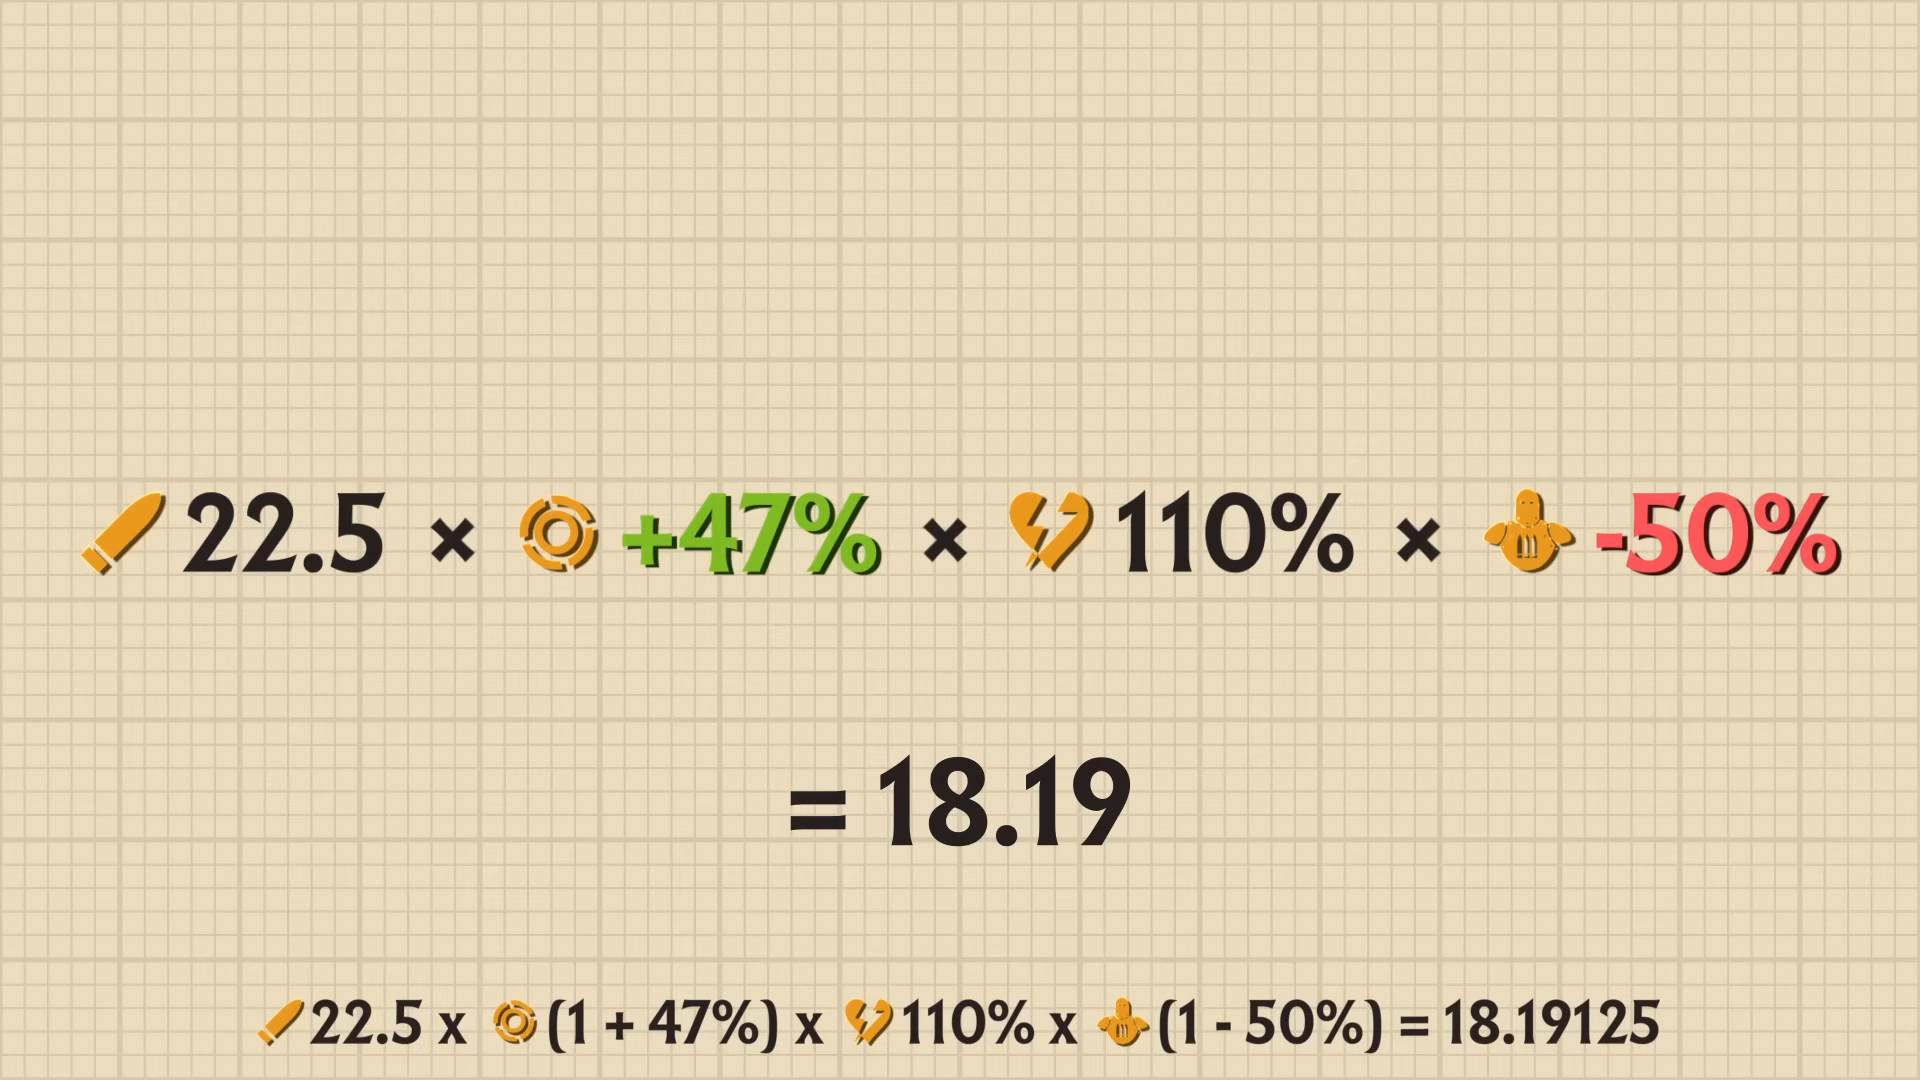 22.5 × +47% × 110% × -50%
= 18.19
22.5 x (1 + 47%) x 110% x (1 - 50%) = 18.19125